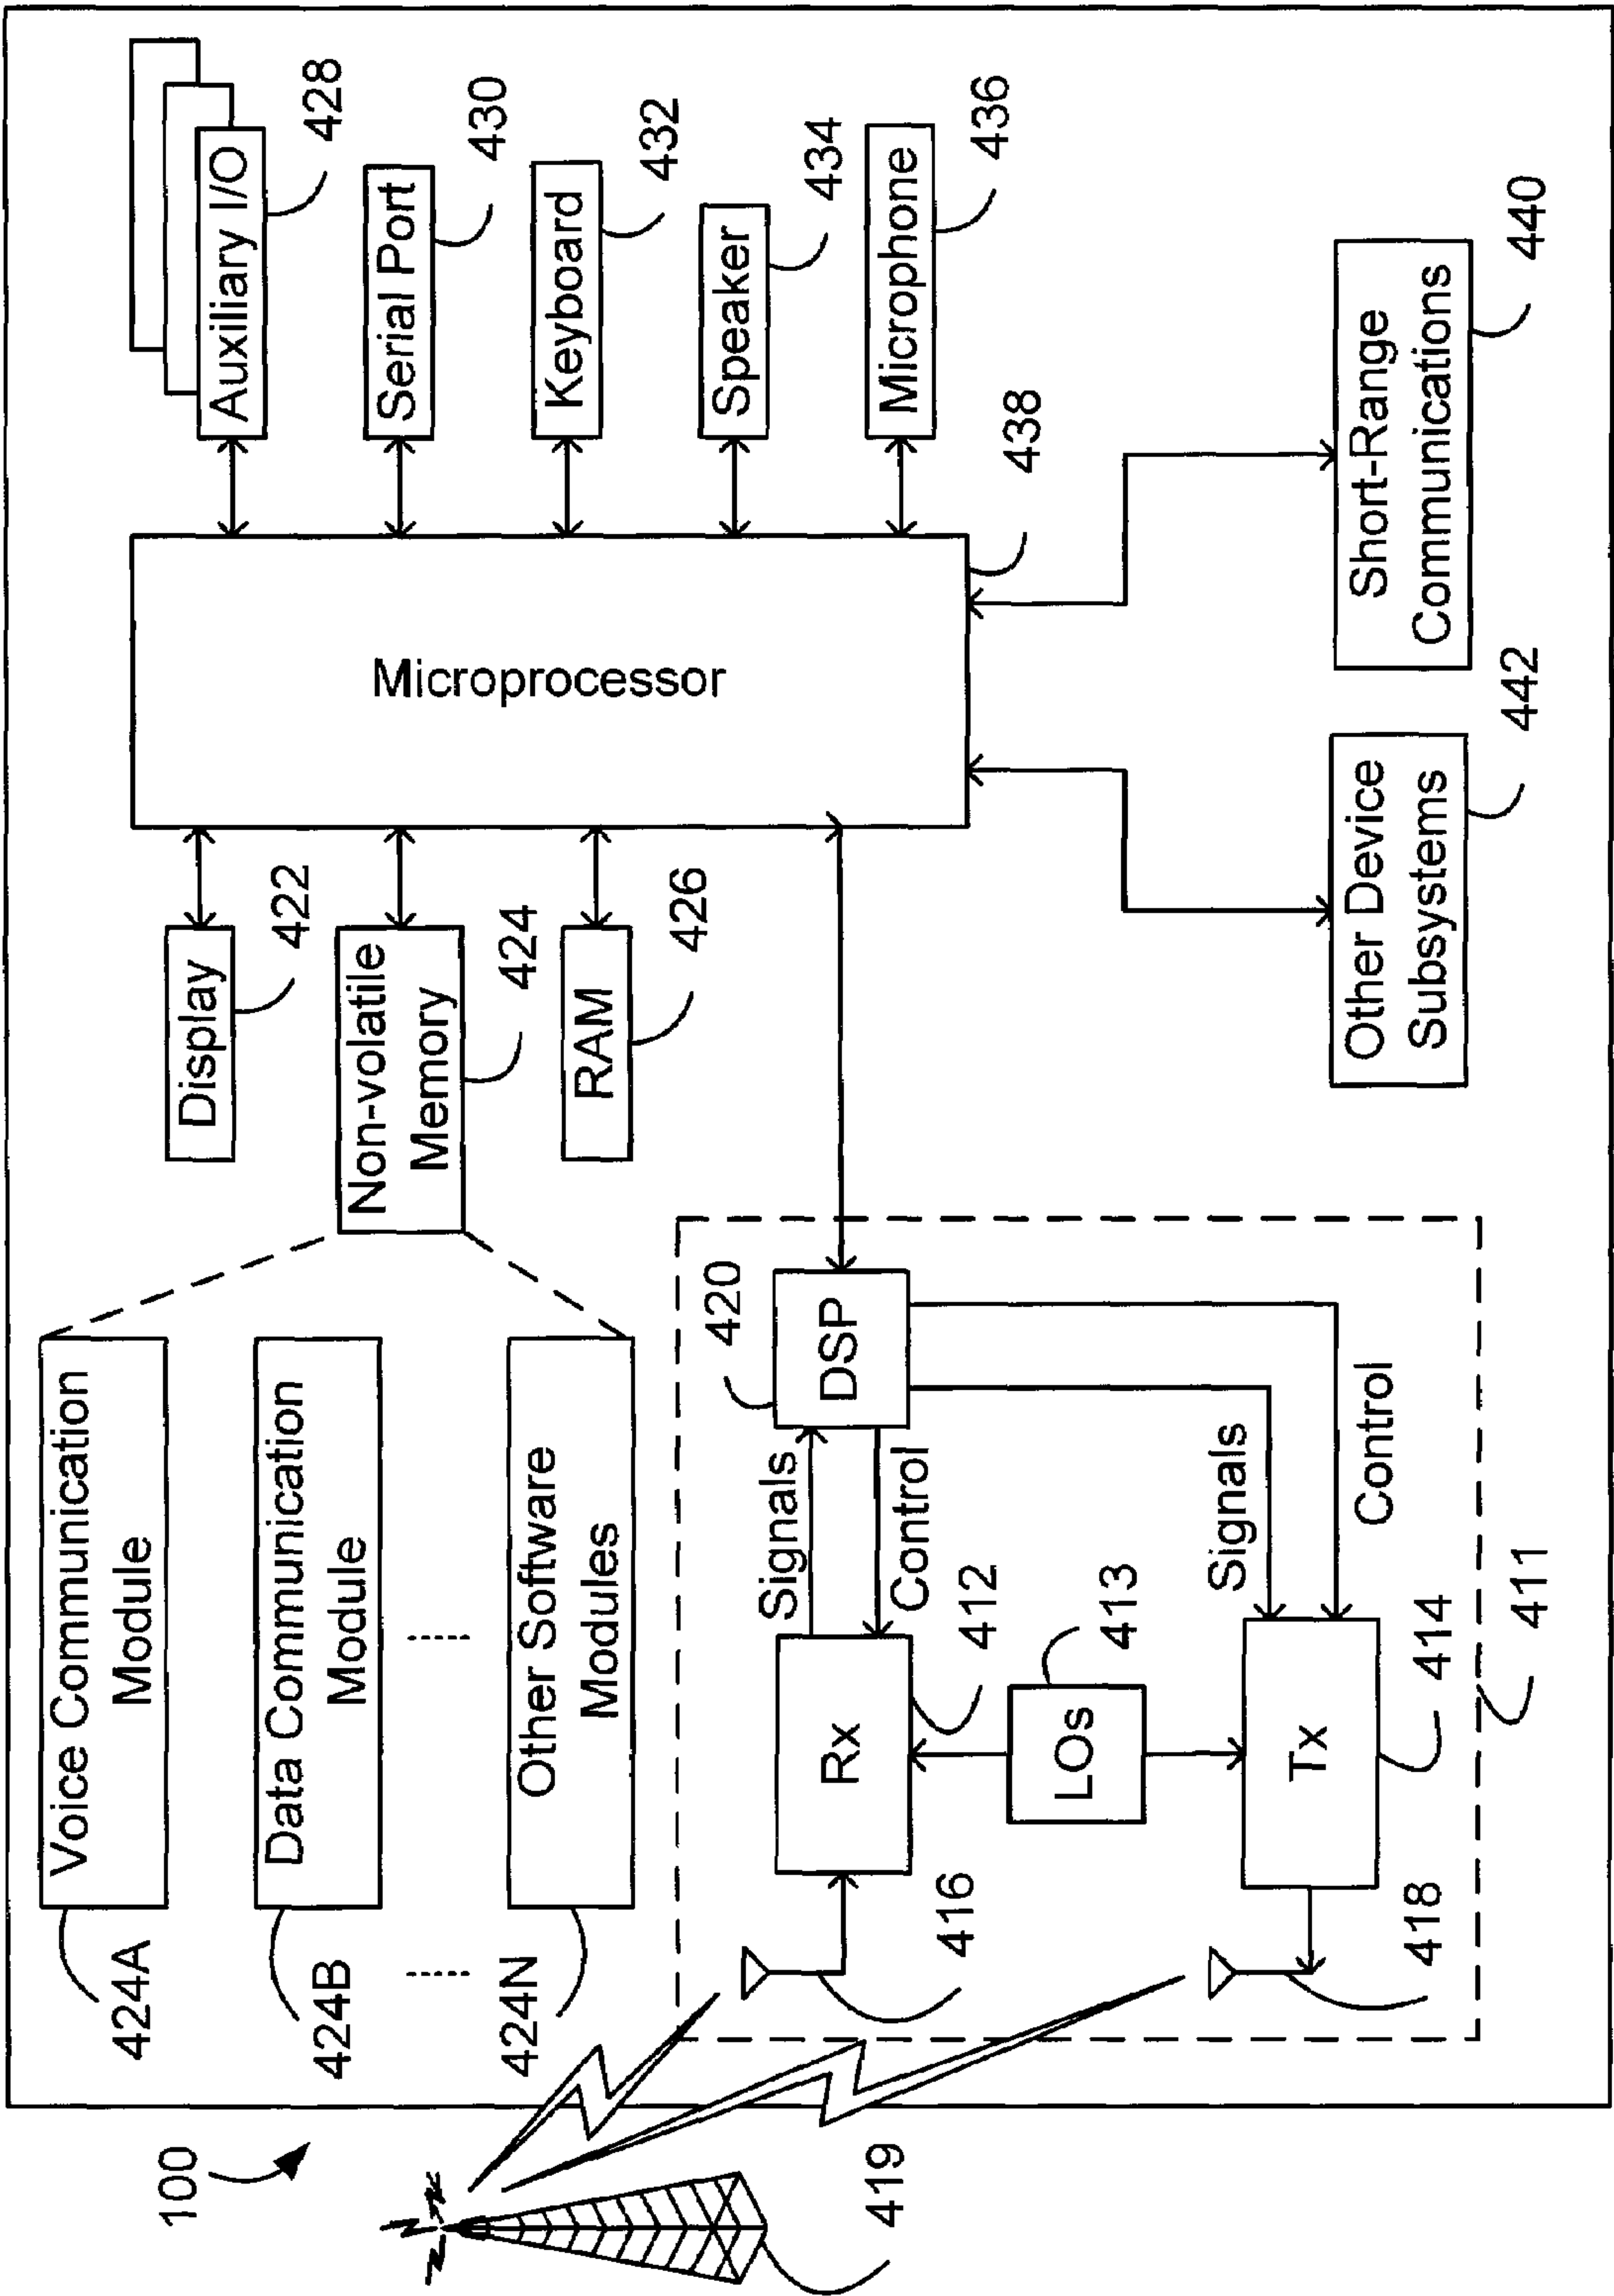 100
419
424A
Voice Communication
Module
424B
Data Communication
Module
424N
Other Software
Modules
Display
422
Non-volatile
Memory
424
RAM
426
Microprocessor
438
Auxiliary I/O
428
Serial Port
430
Keyboard
432
Speaker
434
Microphone
436
Short-Range
Communications
440
Other Device
Subsystems
442
DSP
420
Signals
Control
Rx
412
LOs
413
Signals
Control
Tx
414
416
418
411